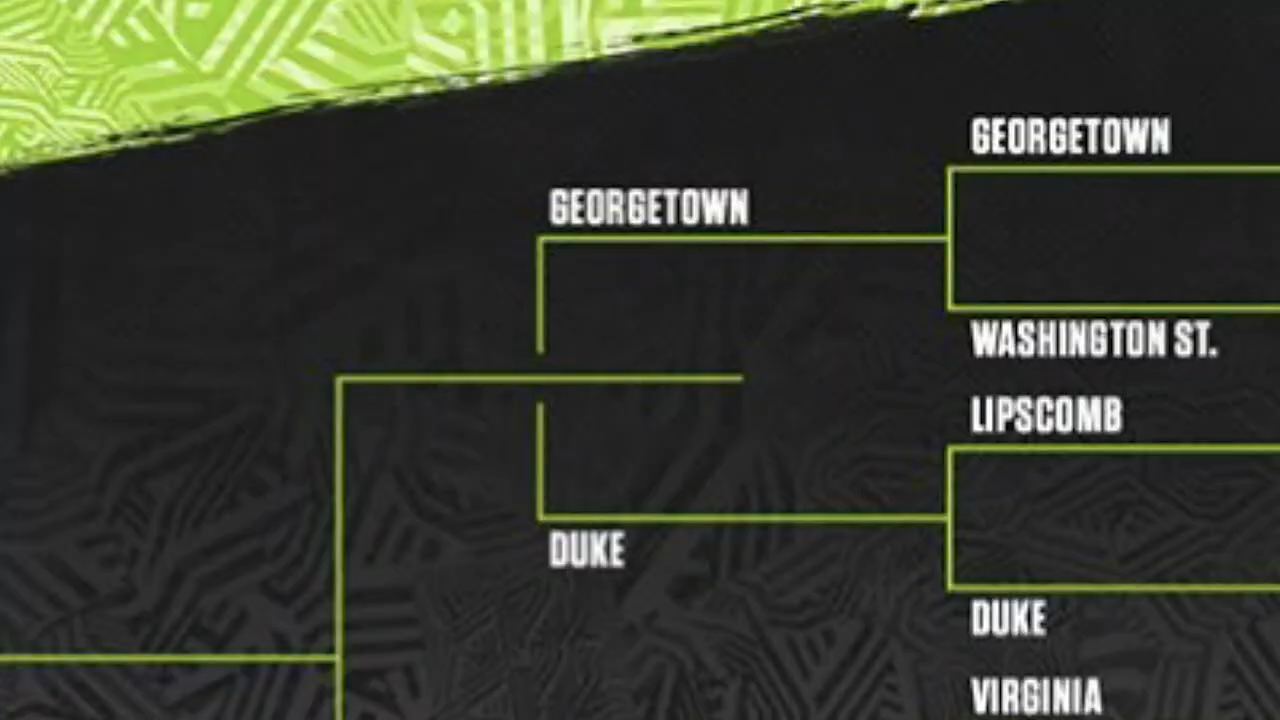 GEORGETOWN
GEORGETOWN
WASHINGTON ST.
LIPSCOMB
DUKE
DUKE
VIRGINIA